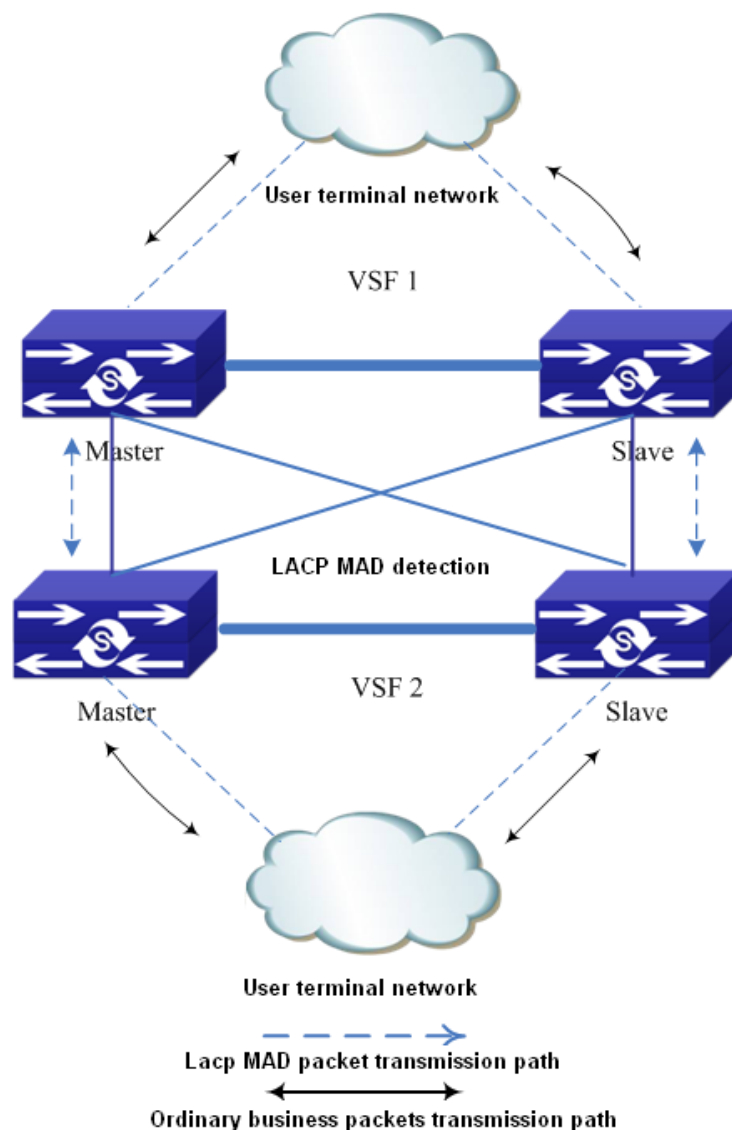 User terminal network
VSF 1
S
S
Master
Slave
LACP MAD detection
S
S
VSF 2
Master
Slave
User terminal network
Lacp MAD packet transmission path
Ordinary business packets transmission path